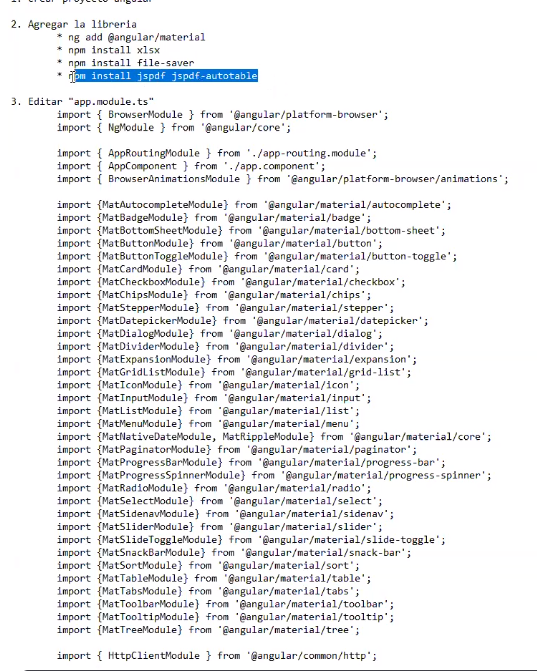 1. Crear proyecto angular
2. Agregar la libreria
* ng add @angular/material
* npm install xlsx
* npm install file-saver
* npm install jspdf jspdf-autotable
3. Editar "app.module.ts"
import { BrowserModule } from '@angular/platform-browser';
import { NgModule } from '@angular/core';
import { AppRoutingModule } from './app-routing.module';
import { AppComponent } from './app.component';
import { BrowserAnimationsModule } from '@angular/platform-browser/animations';
import {MatAutocompleteModule} from '@angular/material/autocomplete';
import {MatBadgeModule} from '@angular/material/badge';
import {MatBottomSheetModule} from '@angular/material/bottom-sheet';
import {MatButtonModule} from '@angular/material/button';
import {MatButtonToggleModule} from '@angular/material/button-toggle';
import {MatCardModule} from '@angular/material/card';
import {MatCheckboxModule} from '@angular/material/checkbox';
import {MatChipsModule} from '@angular/material/chips';
import {MatStepperModule} from '@angular/material/stepper';
import {MatDatepickerModule} from '@angular/material/datepicker';
import {MatDialogModule} from '@angular/material/dialog';
import {MatDividerModule} from '@angular/material/divider';
import {MatExpansionModule} from '@angular/material/expansion';
import {MatGridListModule} from '@angular/material/grid-list';
import {MatIconModule} from '@angular/material/icon';
import {MatInputModule} from '@angular/material/input';
import {MatListModule} from '@angular/material/list';
import {MatMenuModule} from '@angular/material/menu';
import {MatNativeDateModule, MatRippleModule} from '@angular/material/core';
import {MatPaginatorModule} from '@angular/material/paginator';
import {MatProgressBarModule} from '@angular/material/progress-bar';
import {MatProgressSpinnerModule} from '@angular/material/progress-spinner';
import {MatRadioModule} from '@angular/material/radio';
import {MatSelectModule} from '@angular/material/select';
import {MatSidenavModule} from '@angular/material/sidenav';
import {MatSliderModule} from '@angular/material/slider';
import {MatSlideToggleModule} from '@angular/material/slide-toggle';
import {MatSnackBarModule} from '@angular/material/snack-bar';
import {MatSortModule} from '@angular/material/sort';
import {MatTableModule} from '@angular/material/table';
import {MatTabsModule} from '@angular/material/tabs';
import {MatToolbarModule} from '@angular/material/toolbar';
import {MatTooltipModule} from '@angular/material/tooltip';
import {MatTreeModule} from '@angular/material/tree';
import { HttpClientModule } from '@angular/common/http';